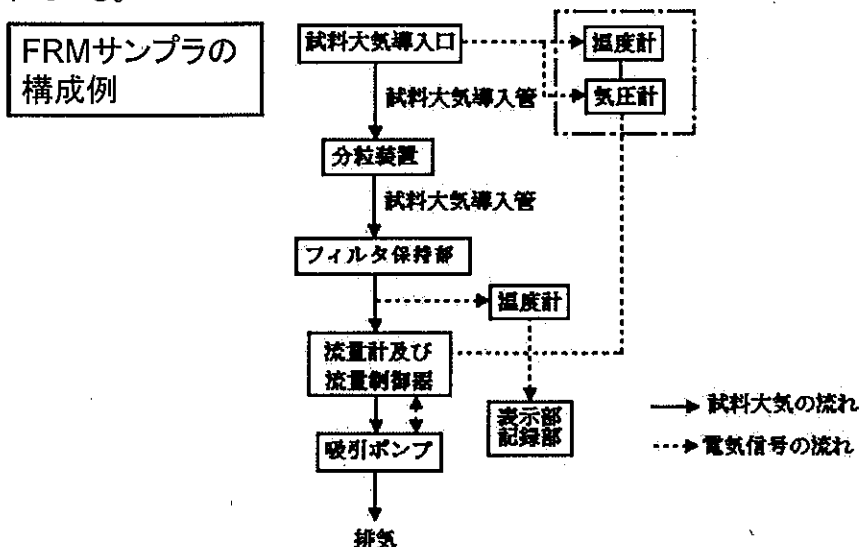 FRMサンプラの
構成例
試料大気導入口
温度計
気圧計
試料大気導入管
分粒装置
試料大気導入管
フィルタ保持部
温度計
流量計及び
流量制御器
表示部
記録部
吸引ポンプ
排気
試料大気の流れ
電気信号の流れ